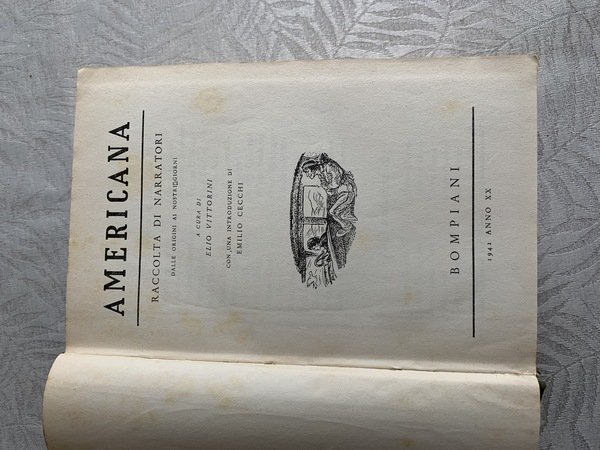 AMERICANA
RACCOLTA DI NARRATORI
DALLE ORIGINI AI NOSTRI GIORNI
A CURA DI
ELIO VITTORINI
CON UNA INTRODUZIONE DI
EMILIO CECCHI
BOMPIANI
1942 ANNO XX